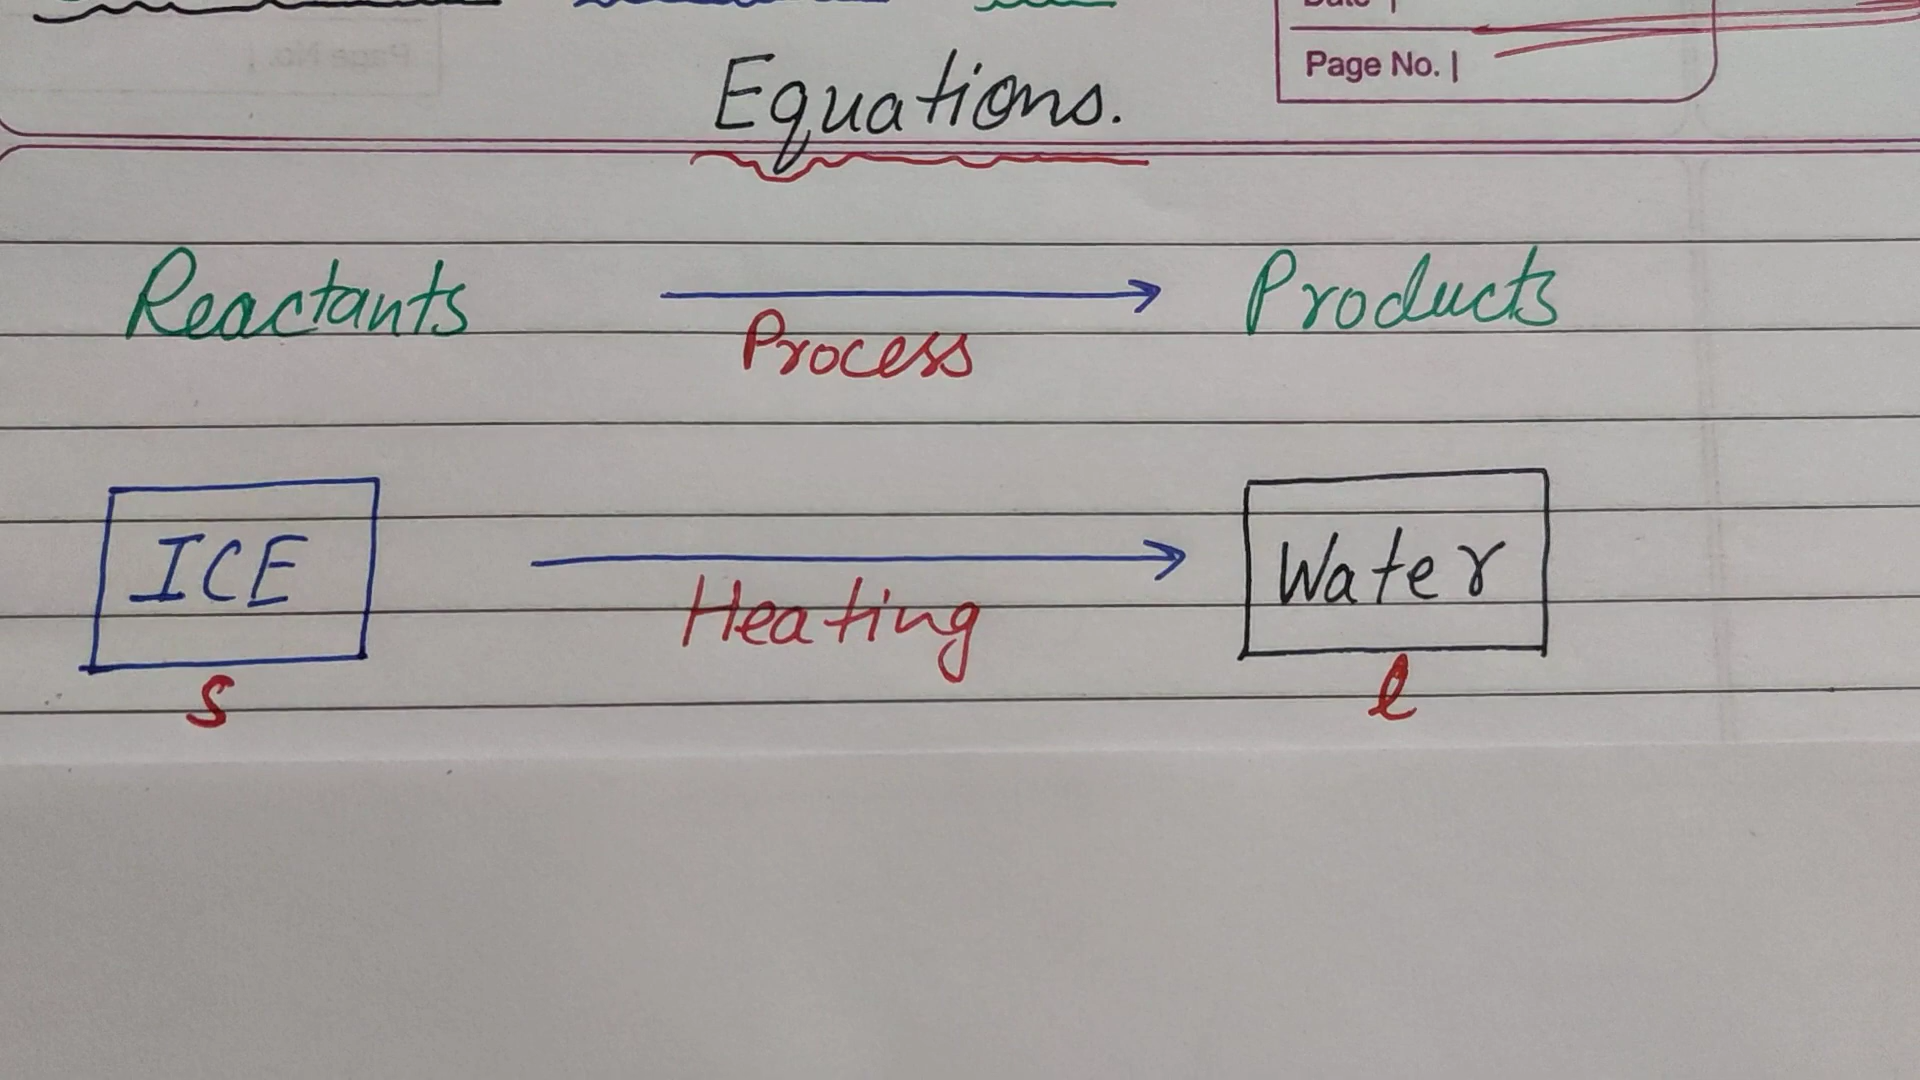 Page No. |
Equations.
Reactants Products
Process
ICE Water
Heating
s l